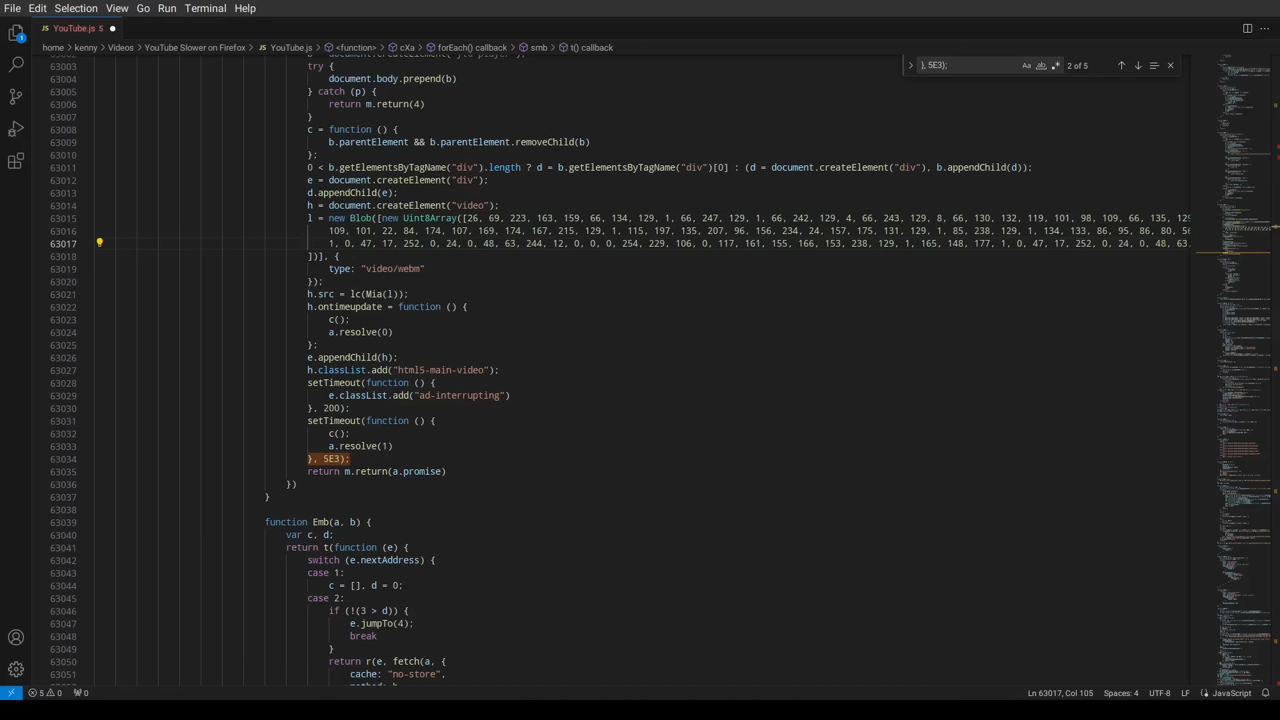 File Edit Selection View Go Run Terminal Help
JS YouTube.js 5
home > kenny > Videos > YouTube Slower on Firefox > JS YouTube.js > <function> > cXa > forEach() callback > smb > t() callback
}, 5E3); Aa ab .* 2 of 5
63003 try {
63004 document.body.prepend(b)
63005 } catch (p) {
63006 return m.return(4)
63007 }
63008 c = function () {
63009 b.parentElement && b.parentElement.removeChild(b)
63010 };
63011 0 < b.getElementsByTagName("div").length ? d = b.getElementsByTagName("div")[0] : (d = document.createElement("div"), b.appendChild(d));
63012 e = document.createElement("div");
63013 d.appendChild(e);
63014 h = document.createElement("video");
63015 l = new Blob([new Uint8Array([26, 69, 223, 163, 159, 66, 134, 129, 1, 66, 247, 129, 1, 66, 242, 129, 4, 66, 243, 129, 8, 66, 130, 132, 119, 101, 98, 109, 66, 135, 129
63016 109, 101, 22, 84, 174, 107, 169, 174, 167, 215, 129, 1, 115, 197, 135, 110, 234, 236, 156, 234, 24, 157, 175, 131, 129, 1, 85, 238, 129, 1, 134, 133, 86, 95, 86, 80, 56
63017 1, 0, 47, 17, 252, 0, 24, 0, 48, 63, 244, 12, 0, 0, 0, 254, 229, 106, 0, 117, 161, 155, 166, 153, 238, 129, 1, 165, 148, 177, 1, 0, 47, 17, 252, 0, 24, 0, 48, 63,
63018 ])], {
63019 type: "video/webm"
63020 });
63021 h.src = lc(Mia(l));
63022 h.ontimeupdate = function () {
63023 c();
63024 a.resolve(0)
63025 };
63026 e.appendChild(h);
63027 h.classList.add("html5-main-video");
63028 setTimeout(function () {
63029 e.classList.add("ad-interrupting")
63030 }, 200);
63031 setTimeout(function () {
63032 c();
63033 a.resolve(1)
63034 }, 5E3);
63035 return m.return(a.promise)
63036 })
63037 }
63038
63039 function Emb(a, b) {
63040 var c, d;
63041 return t(function (e) {
63042 switch (e.nextAddress) {
63043 case 1:
63044 c = [], d = 0;
63045 case 2:
63046 if (!(3 > d)) {
63047 e.jumpTo(4);
63048 break
63049 }
63050 return r(e, fetch(a, {
63051 cache: "no-store",
5 0 0 Ln 63017, Col 105 Spaces: 4 UTF-8 LF JavaScript